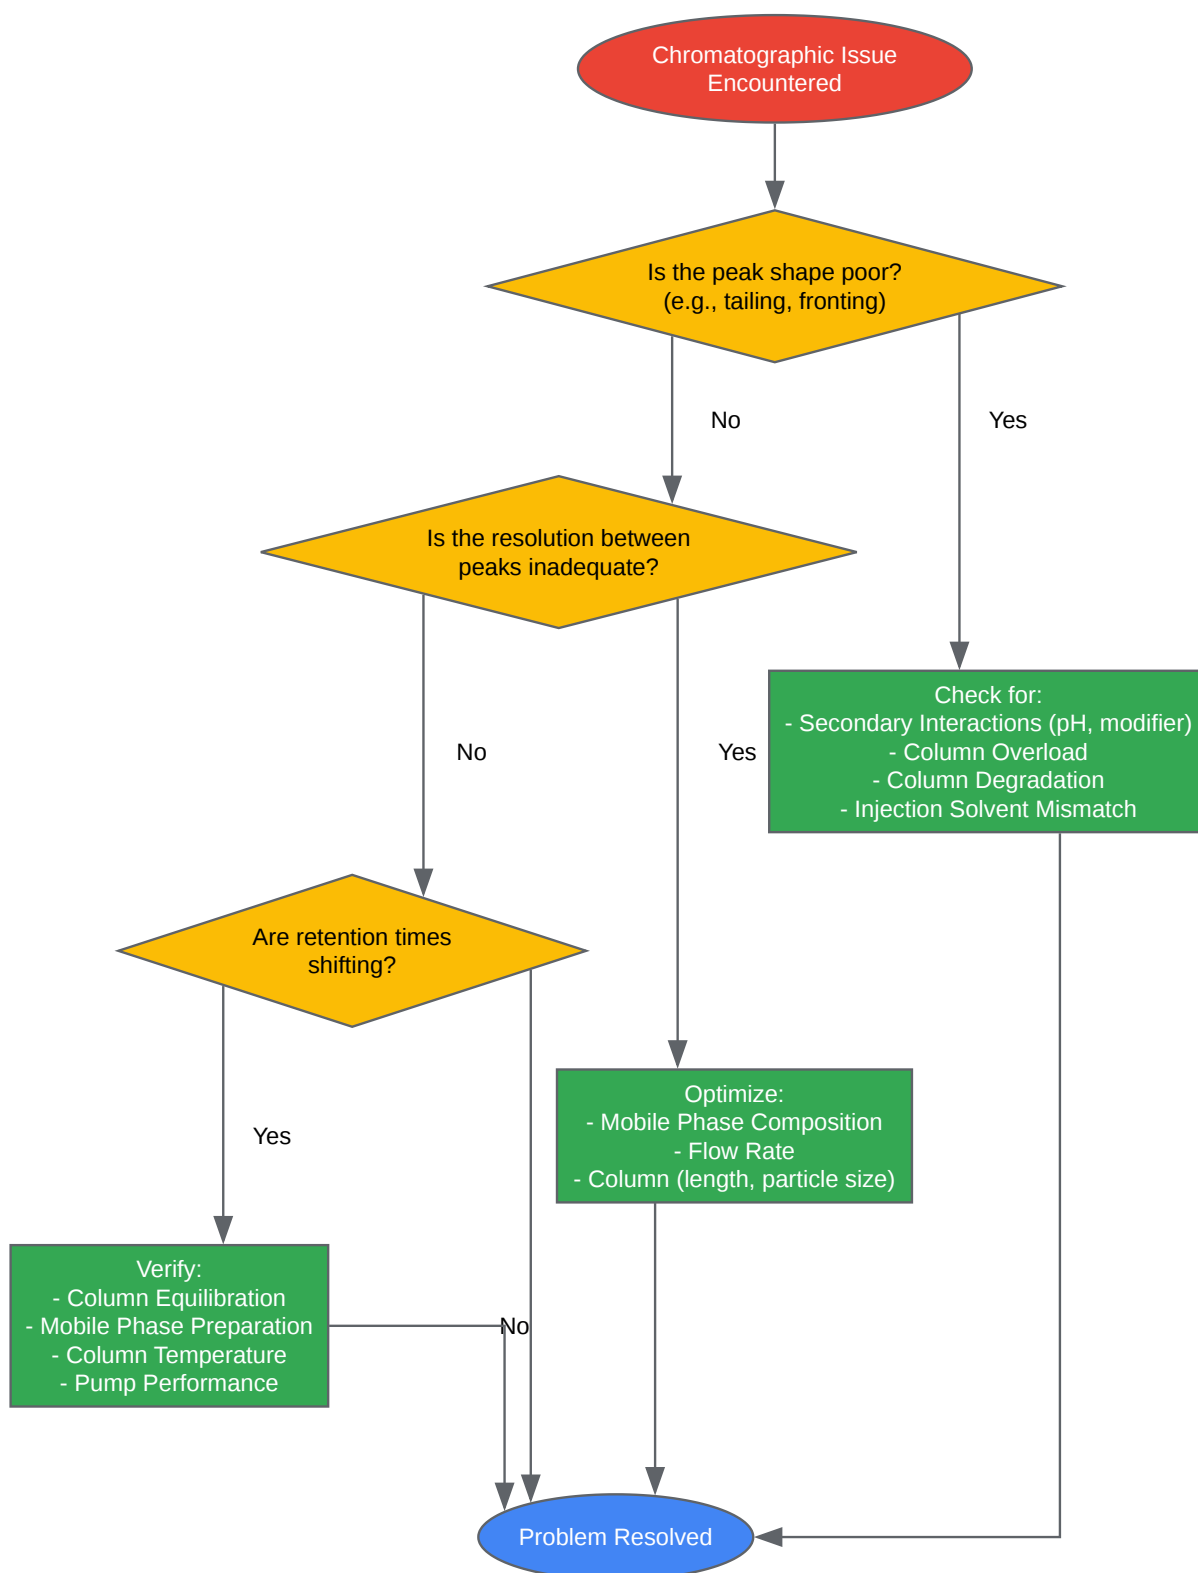 Chromatographic Issue
Encountered
Is the peak shape poor?
(e.g., tailing, fronting)
No
Yes
Is the resolution between
peaks inadequate?
No
Yes
Check for:
- Secondary Interactions (pH, modifier)
- Column Overload
- Column Degradation
- Injection Solvent Mismatch
Are retention times
shifting?
Yes
Optimize:
- Mobile Phase Composition
- Flow Rate
- Column (length, particle size)
Verify:
- Column Equilibration
- Mobile Phase Preparation
- Column Temperature
- Pump Performance
No
Problem Resolved